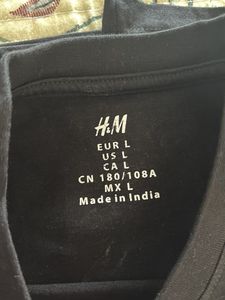 H&M
EUR L
US L
CA L
CN 180/108A
MX L
Made in India